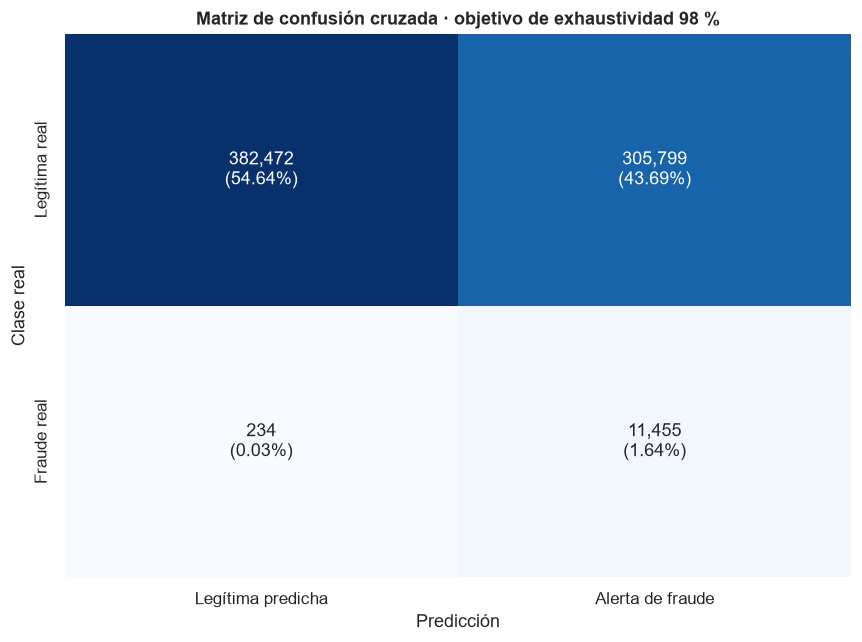 Matriz de confusión cruzada · objetivo de exhaustividad 98 %
Clase real
Legítima real
382,472
(54.64%)
305,799
(43.69%)
Fraude real
234
(0.03%)
11,455
(1.64%)
Legítima predicha
Alerta de fraude
Predicción